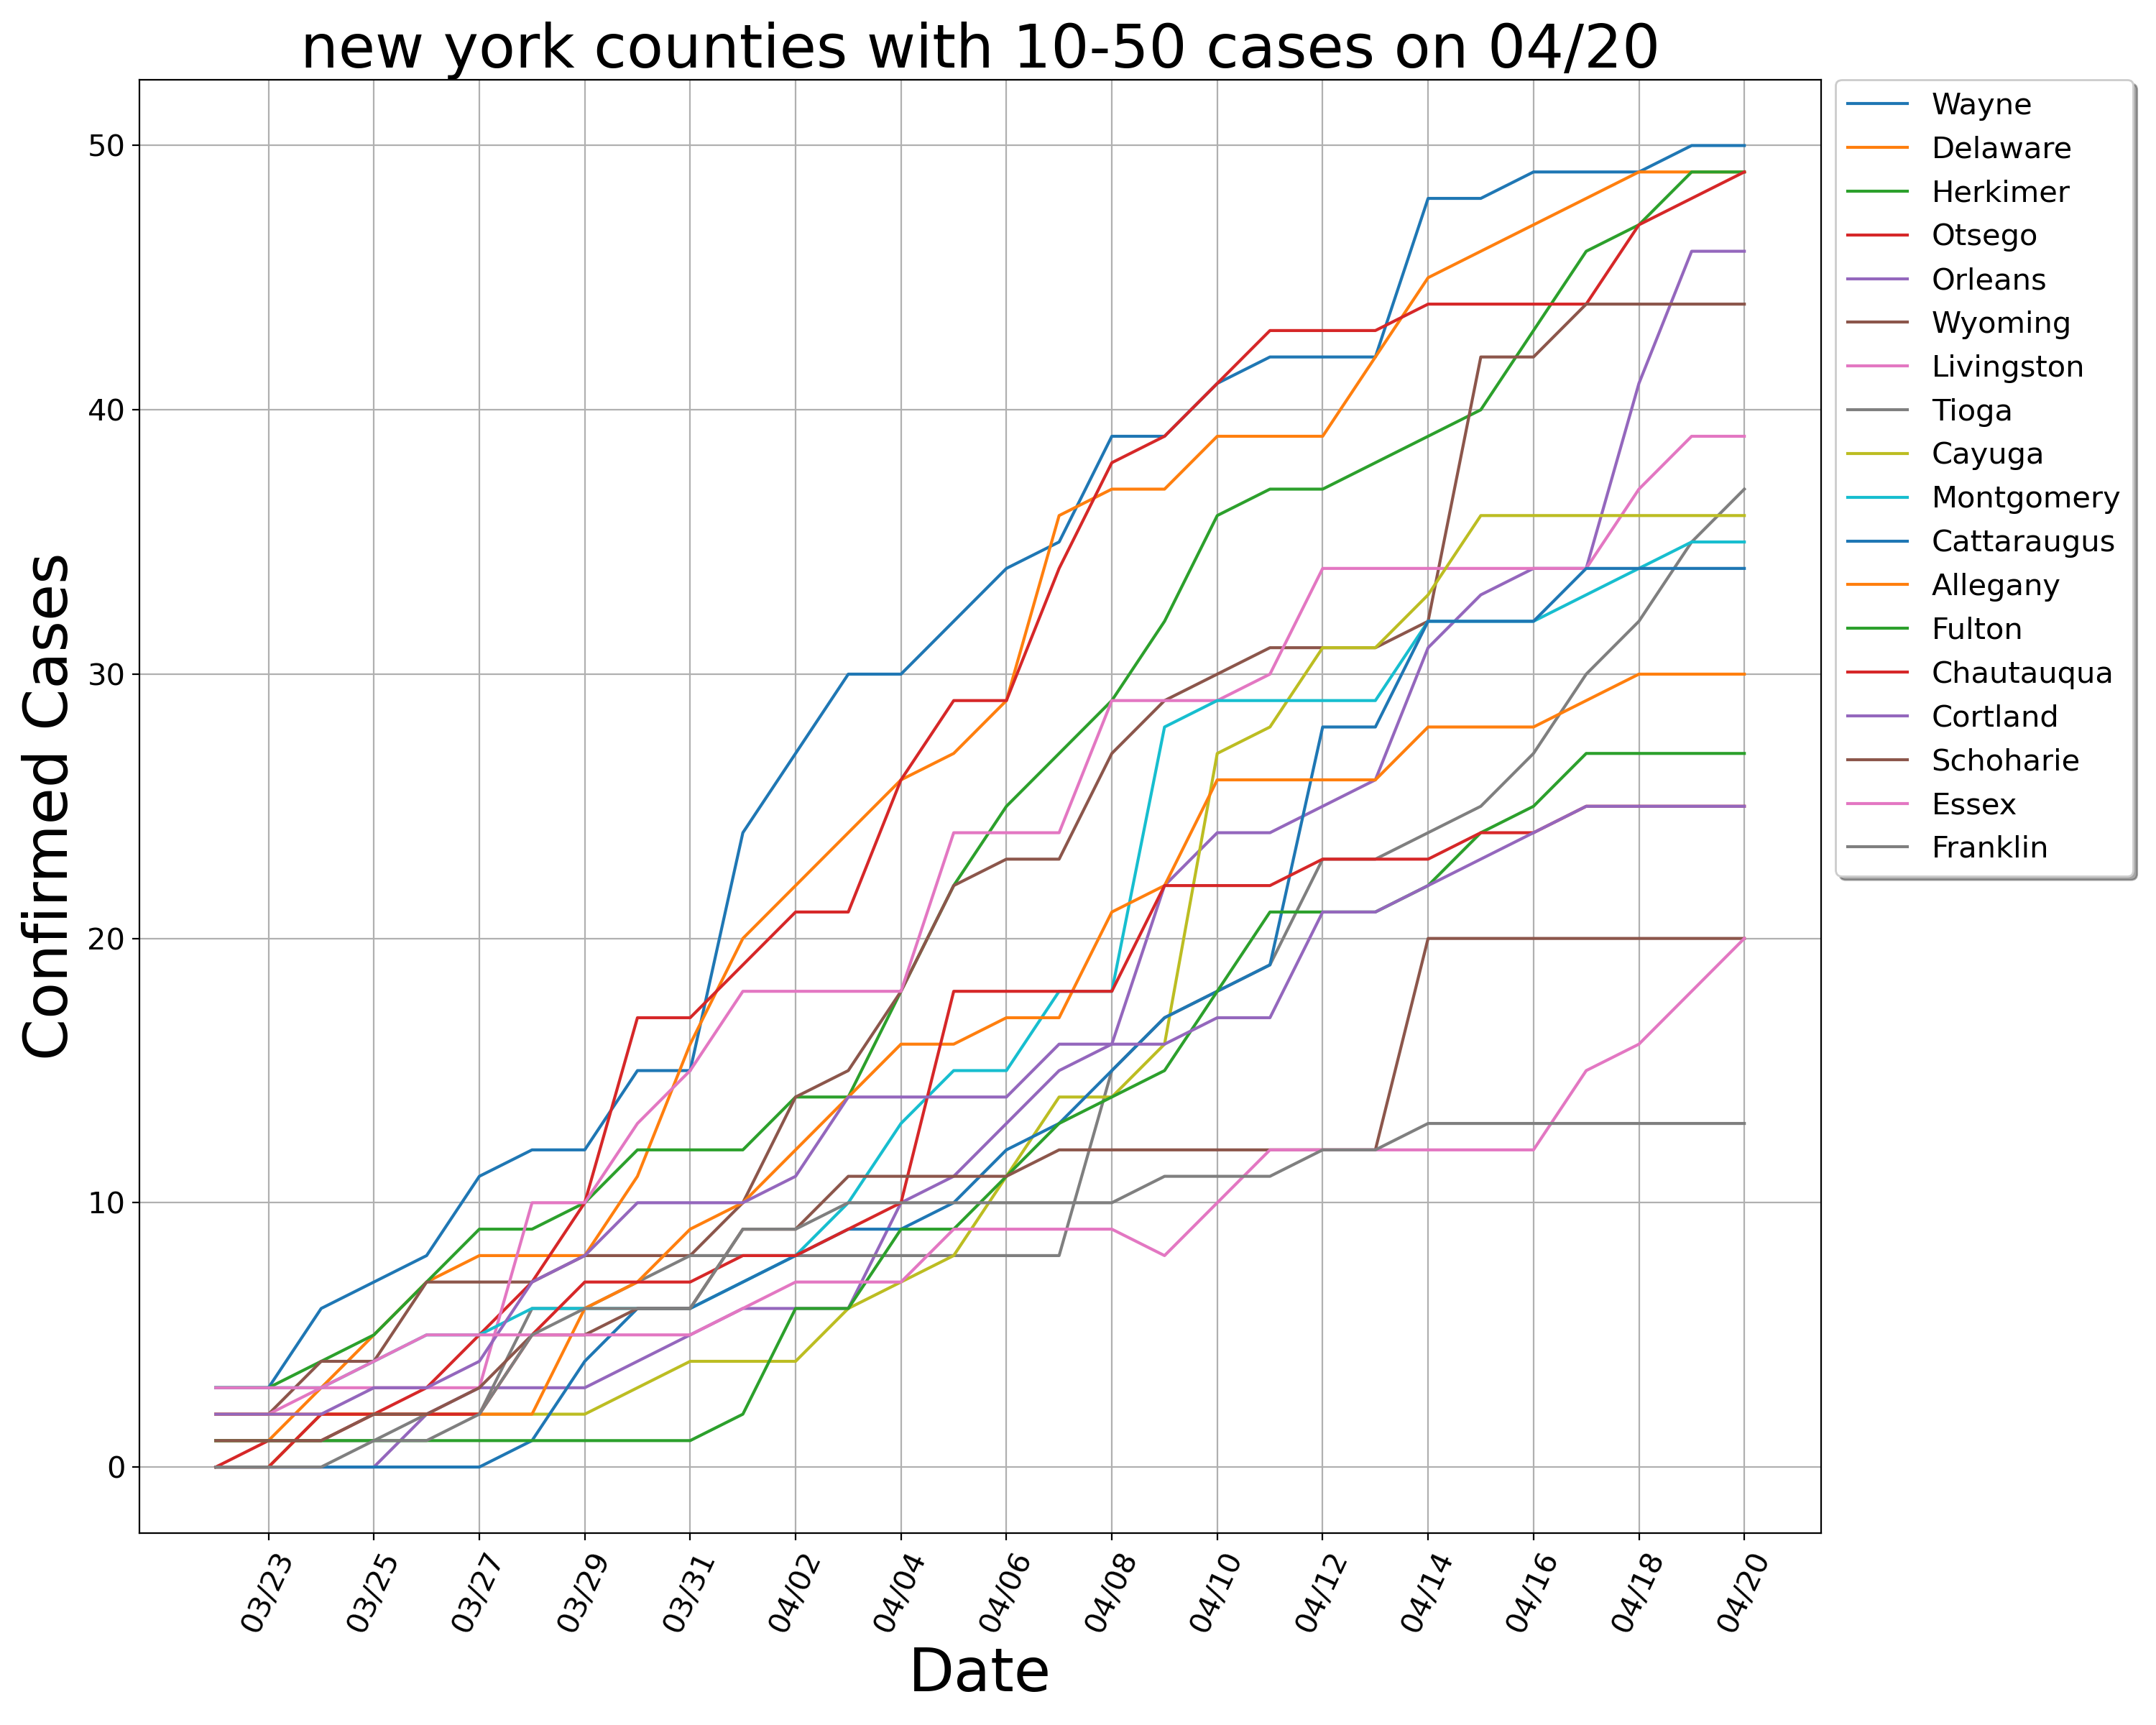 new york counties with 10-50 cases on 04/20
Confirmed Cases
50
40
30
20
10
0
03/23
03/25
03/27
03/29
03/31
04/02
04/04
04/06
04/08
04/10
04/12
04/14
04/16
04/18
04/20
Date
Wayne
Delaware
Herkimer
Otsego
Orleans
Wyoming
Livingston
Tioga
Cayuga
Montgomery
Cattaraugus
Allegany
Fulton
Chautauqua
Cortland
Schoharie
Essex
Franklin